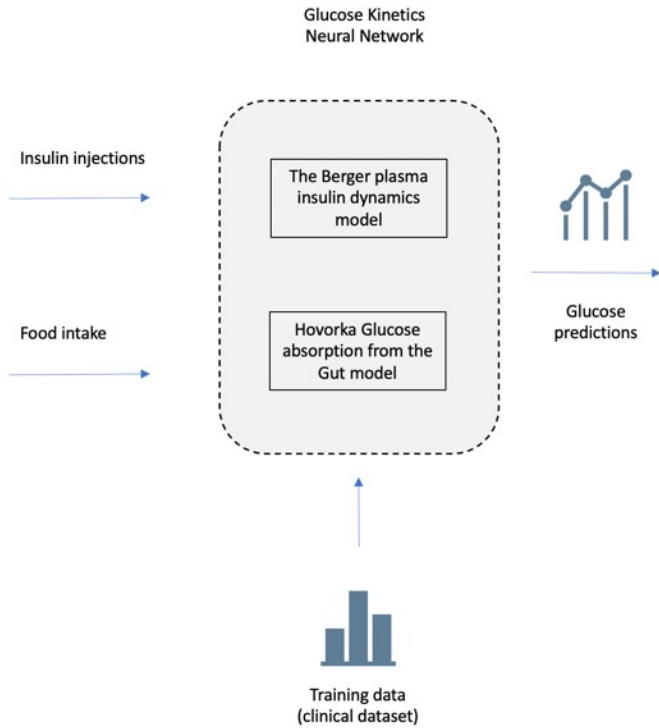 Glucose Kinetics
Neural Network
Insulin injections
The Berger plasma
insulin dynamics
model
Food intake
Hovorka Glucose
absorption from the
Gut model
Glucose
predictions
Training data
(clinical dataset)